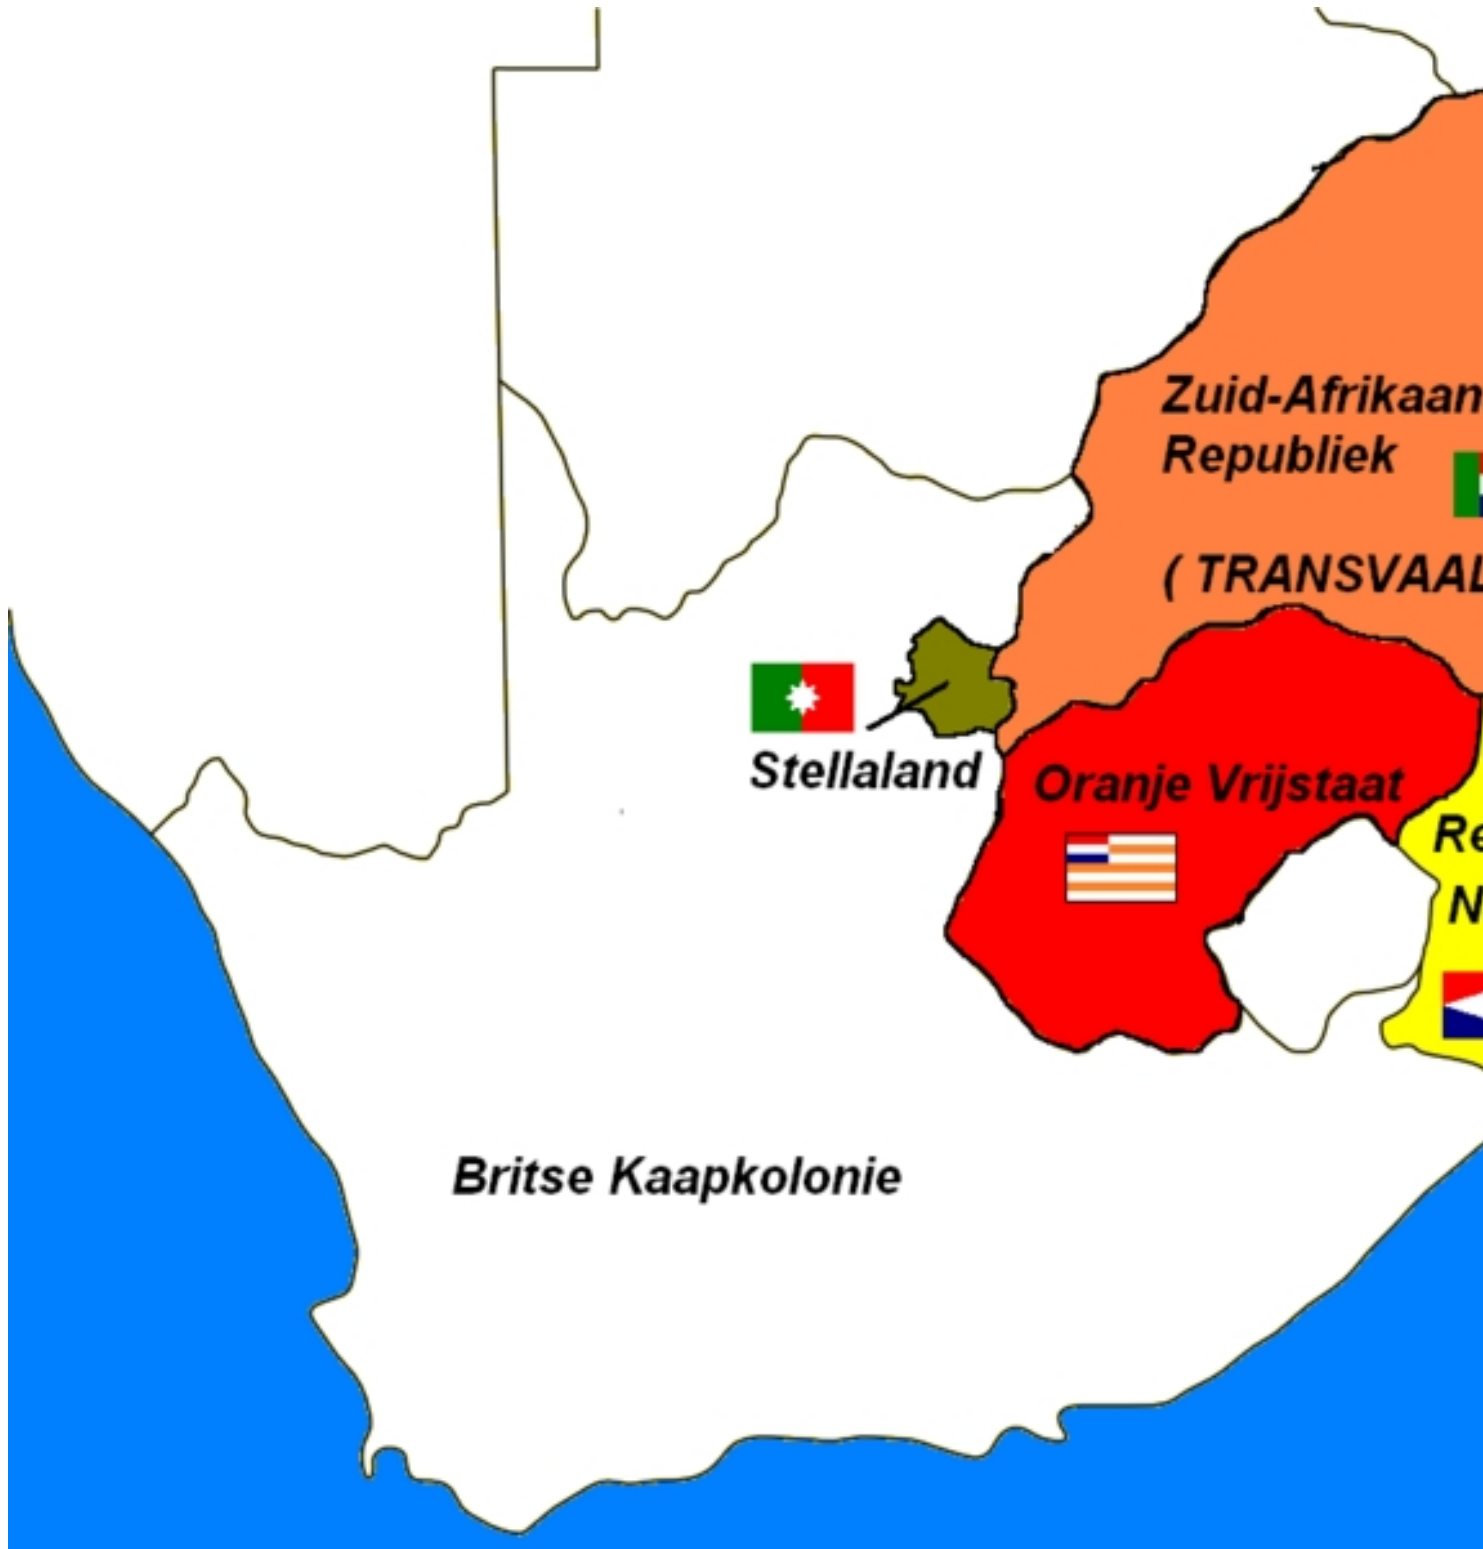 Zuid-Afrikaan
Republiek
( TRANSVAAL
Stellaland
Oranje Vrijstaat
Re
N
Britse Kaapkolonie